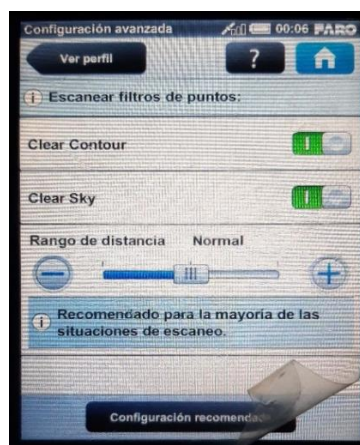 Configuración avanzada 00:06 FARO
Ver perfil ?
i Escanear filtros de puntos:
Clear Contour
Clear Sky
Rango de distancia Normal
i Recomendado para la mayoría de las
situaciones de escaneo.
Configuración